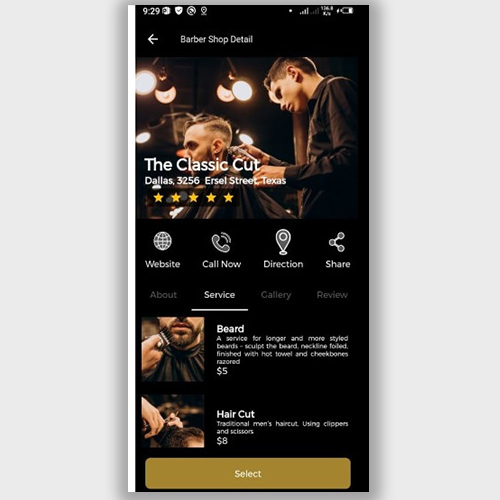 9:29
136.8
K/s
Barber Shop Detail
The Classic Cut
Dallas, 3256 Ersel Street, Texas
Website Call Now Direction Share
About Service Gallery Review
Beard
A service for longer and more styled
beards - sculpt the beard, neckline foiled,
finished with hot towel and cheekbones
razored
$5
Hair Cut
Traditional men's haircut. Using clippers
and scissors
$8
Select